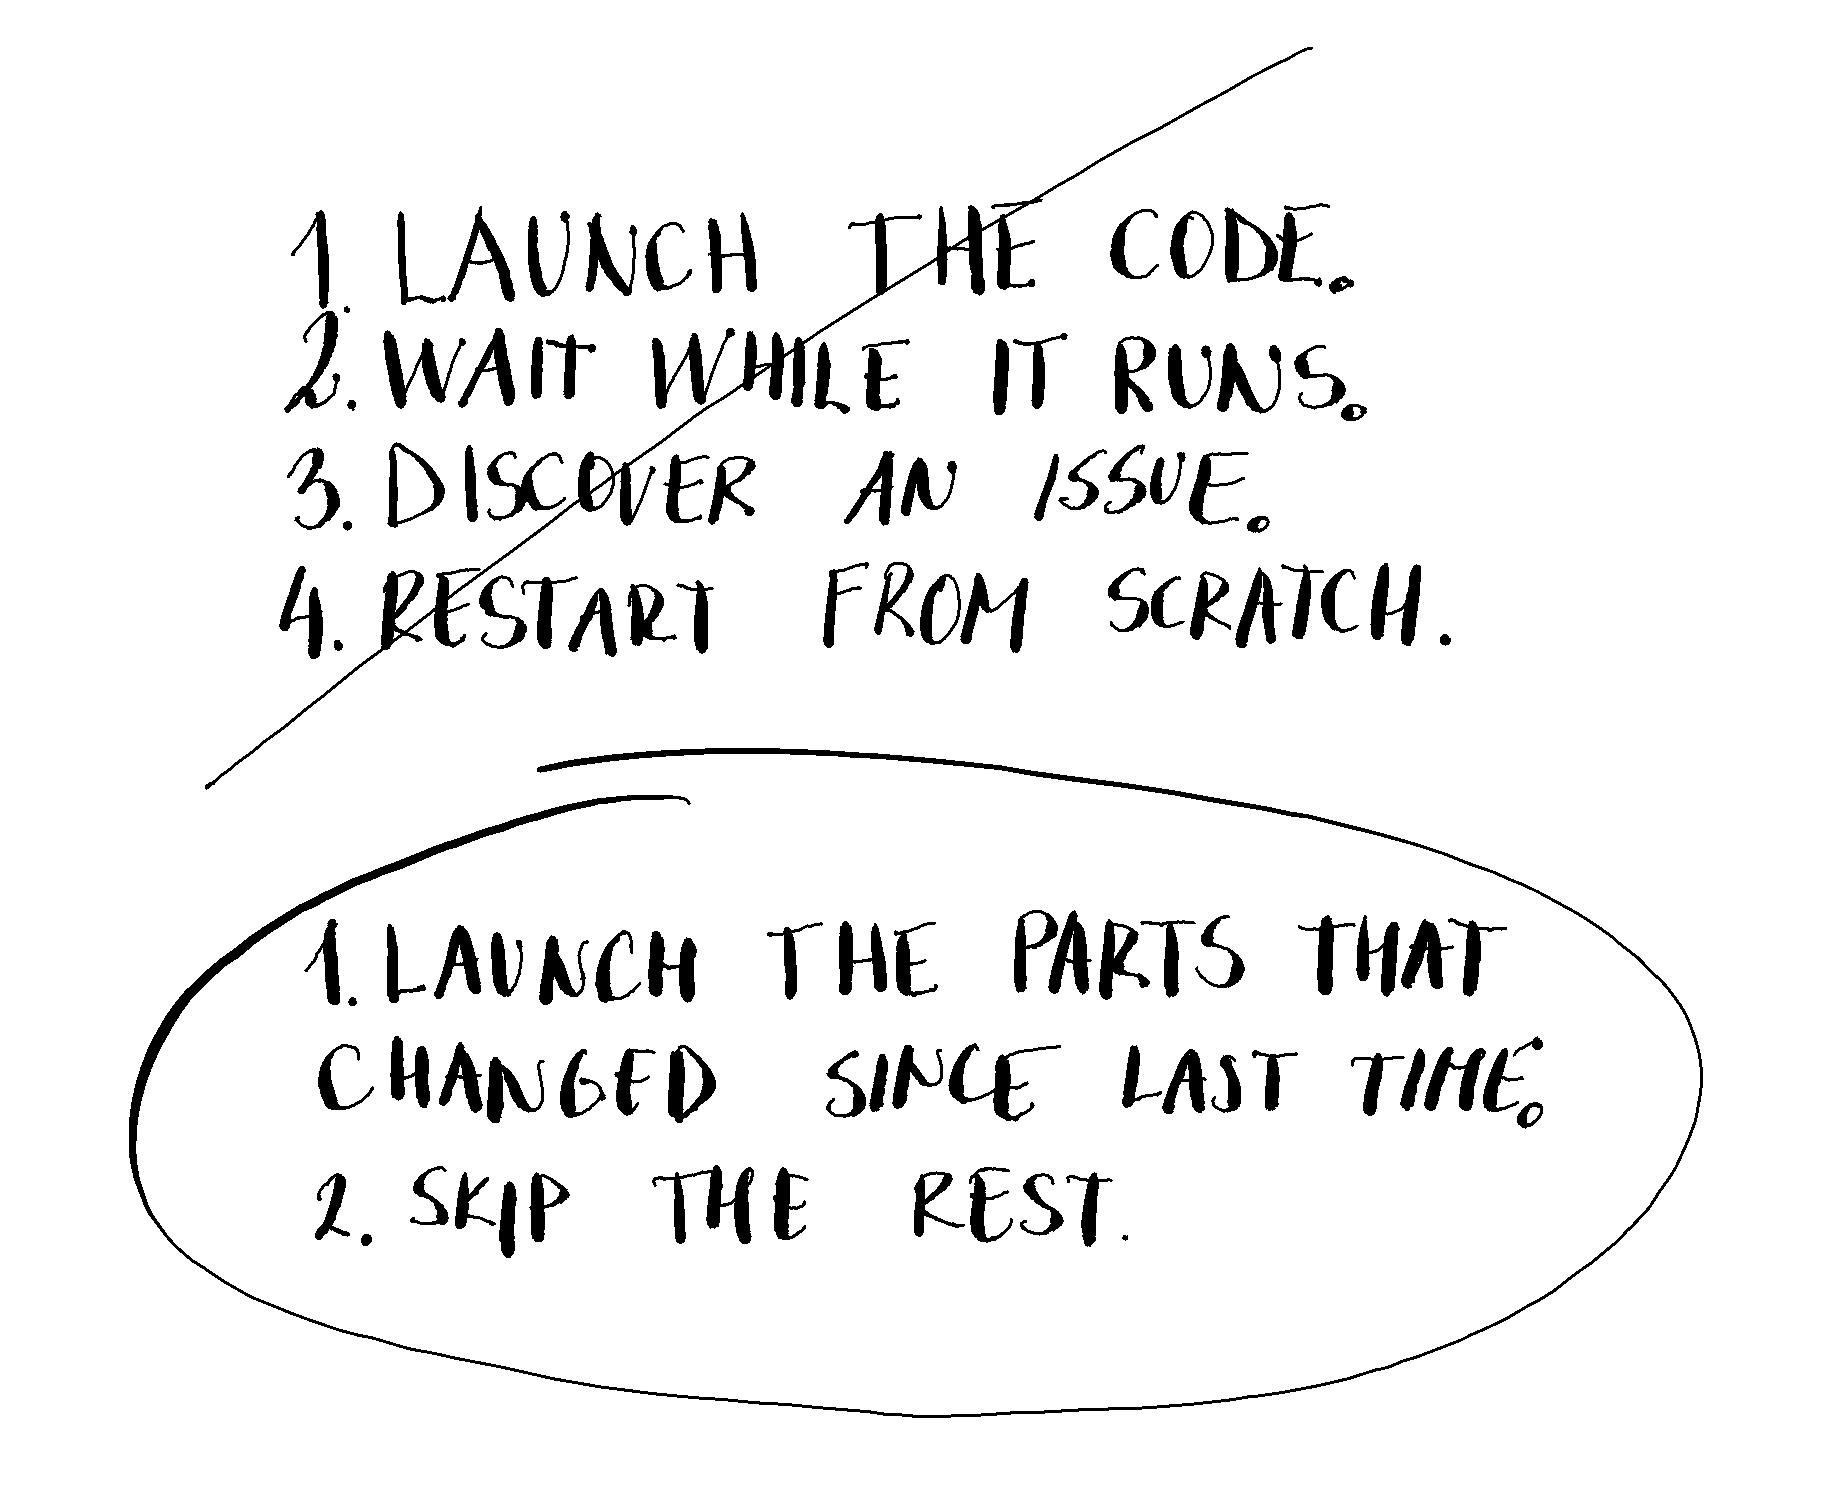 1. LAUNCH THE CODE.
2. WAIT WHILE IT RUNS.
3. DISCOVER AN ISSUE.
4. RESTART FROM SCRATCH.
1. LAUNCH THE PARTS THAT
CHANGED SINCE LAST TIME.
2. SKIP THE REST.